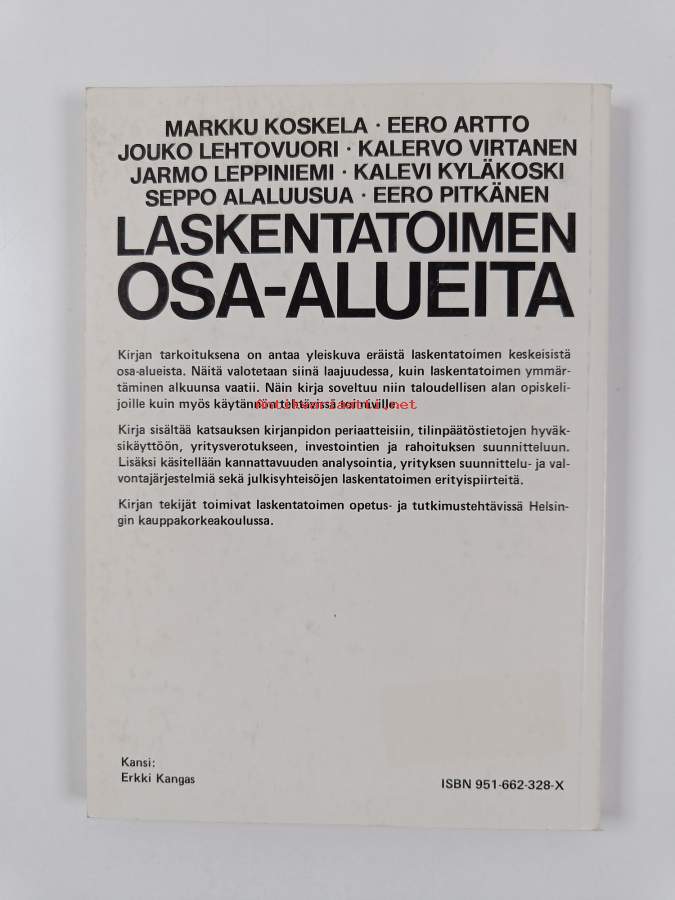 MARKKU KOSKELA · EERO ARTTO
JOUKO LEHTOVUORI · KALERVO VIRTANEN
JARMO LEPPINIEMI · KALEVI KYLÄKOSKI
SEPPO ALALUUSUA · EERO PITKÄNEN
LASKENTATOIMEN
OSA-ALUEITA
Kirjan tarkoituksena on antaa yleiskuva eräistä laskentatoimen keskeisistä
osa-alueista. Näitä valotetaan siinä laajuudessa, kuin laskentatoimen ymmär-
täminen alkuunsa vaatii. Näin kirja soveltuu niin taloudellisen alan opiskeli-
joille kuin myös käytännön tehtävissä toimiville.
Antikvariaatti.net
Kirja sisältää katsauksen kirjanpidon periaatteisiin, tilinpäätöstietojen hyväk-
sikäyttöön, yritysverotukseen, investointien ja rahoituksen suunnitteluun.
Lisäksi käsitellään kannattavuuden analysointia, yrityksen suunnittelu- ja val-
vontajärjestelmiä sekä julkisyhteisöjen laskentatoimen erityispiirteitä.
Kirjan tekijät toimivat laskentatoimen opetus- ja tutkimustehtävissä Helsin-
gin kauppakorkeakoulussa.
Kansi:
Erkki Kangas
ISBN 951-662-328-X